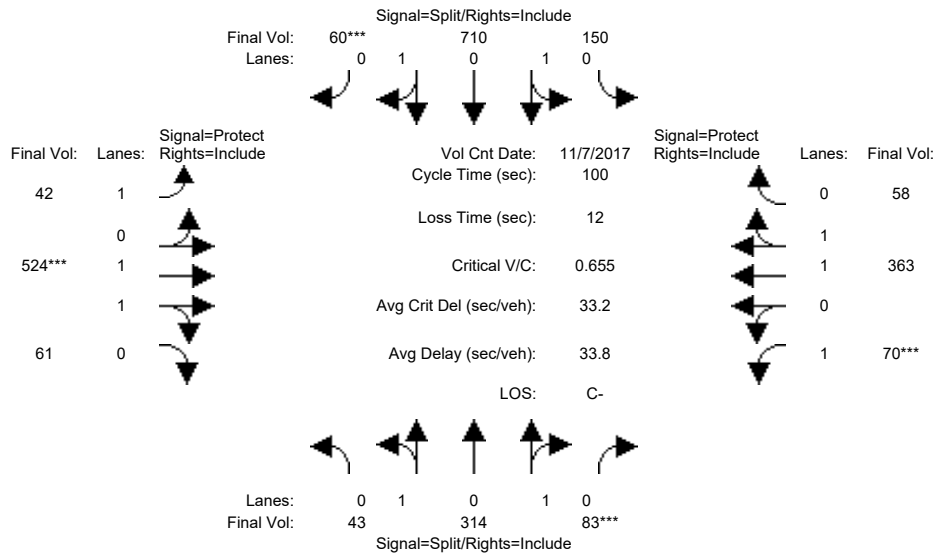 Signal=Split/Rights=Include
Final Vol: 60*** 710 150
Lanes: 0 1 0 1 0
Signal=Protect
Final Vol: Lanes: Rights=Include
Vol Cnt Date: 11/7/2017
Signal=Protect
Rights=Include Lanes: Final Vol:
42 1
Cycle Time (sec): 100
0 58
0
Loss Time (sec): 12
1
524*** 1
Critical V/C: 0.655
1 363
1
Avg Crit Del (sec/veh): 33.2
0
61 0
Avg Delay (sec/veh): 33.8
1 70***
LOS: C-
Lanes: 0 1 0 1 0
Final Vol: 43 314 83***
Signal=Split/Rights=Include